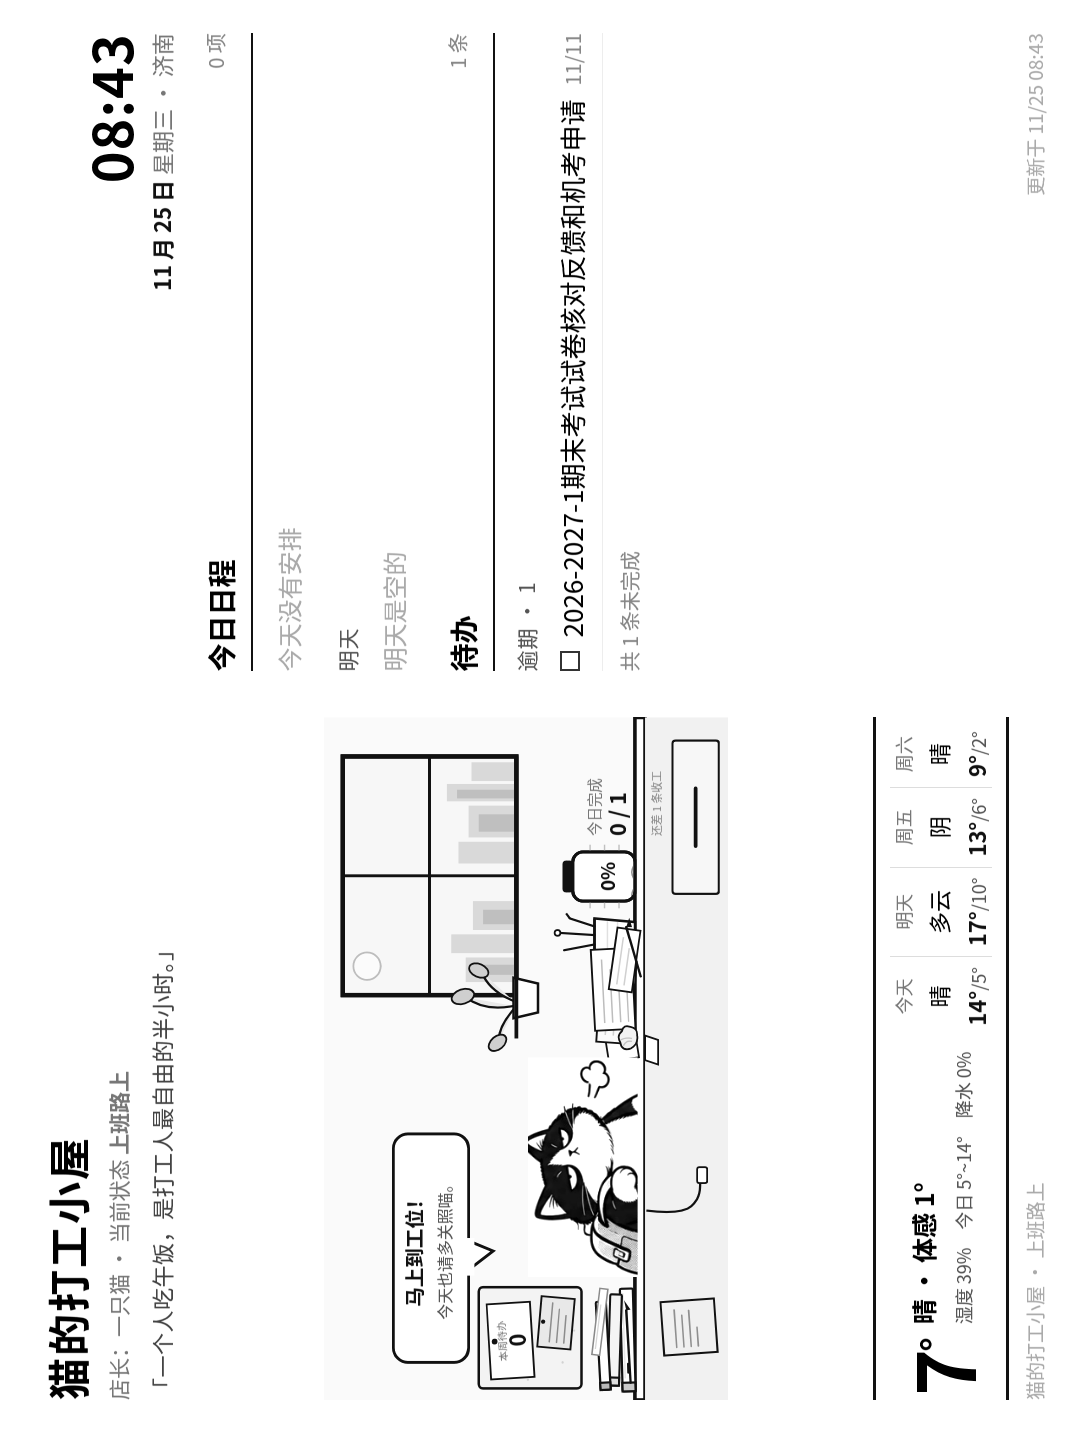 猫的打工小屋
店长：一只猫 · 当前状态 上班路上
「一个人吃午饭，是打工人最自由的半小时。」
马上到工位!
今天也请多关照喵。
本周待办
0
0%
今日完成
0 / 1
还差 1 条收工
7° 晴 · 体感 1°
湿度 39% 今日 5°~14° 降水 0%
今天
晴
14°/5°
明天
多云
17°/10°
周五
阴
13°/6°
周六
晴
9°/2°
猫的打工小屋 · 上班路上
08:43
11 月 25 日 星期三 · 济南
今日日程 0 项
今天没有安排
明天
明天是空的
待办 1 条
逾期 · 1
2026-2027-1期末考试试卷核对反馈和机考申请 11/11
共 1 条未完成
更新于 11/25 08:43